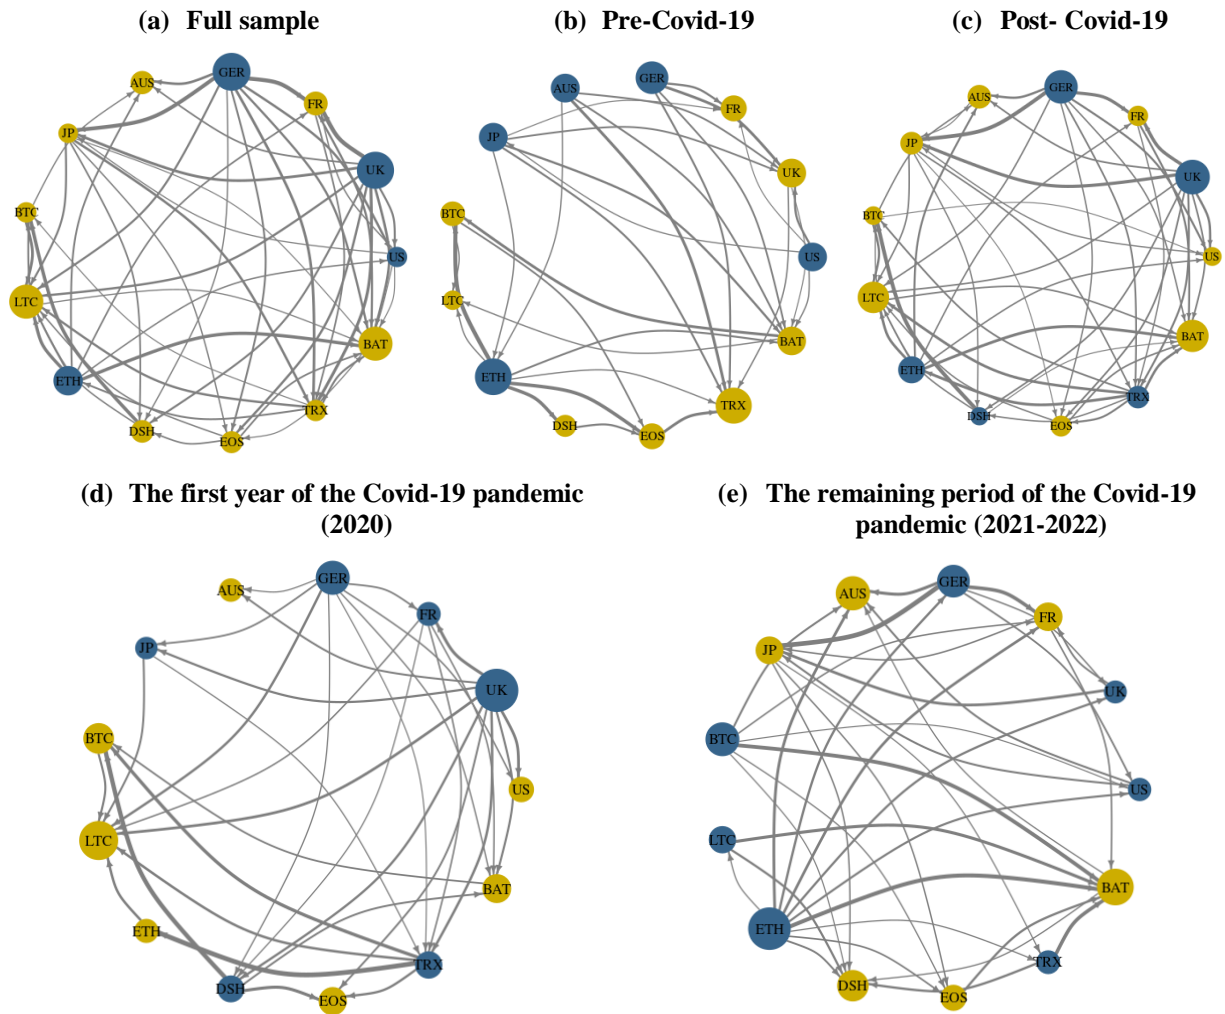 (a) Full sample
(b) Pre-Covid-19
(c) Post- Covid-19
GER
AUS
FR
JP
UK
BTC
US
LTC
BAT
ETH
TRX
DSH
EOS
GER
AUS
FR
JP
UK
BTC
US
LTC
BAT
ETH
TRX
DSH
EOS
GER
AUS
FR
JP
UK
BTC
US
LTC
BAT
ETH
TRX
DSH
EOS
(d) The first year of the Covid-19 pandemic
(2020)
(e) The remaining period of the Covid-19
pandemic (2021-2022)
GER
AUS
FR
JP
UK
BTC
US
LTC
BAT
ETH
TRX
DSH
EOS
GER
AUS
FR
JP
UK
BTC
US
LTC
BAT
ETH
TRX
DSH
EOS